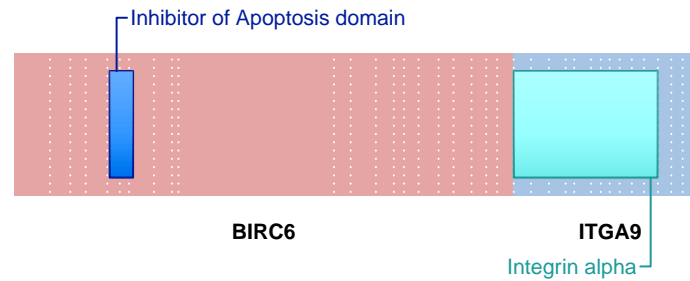 Inhibitor of Apoptosis domain
BIRC6
ITGA9
Integrin alpha